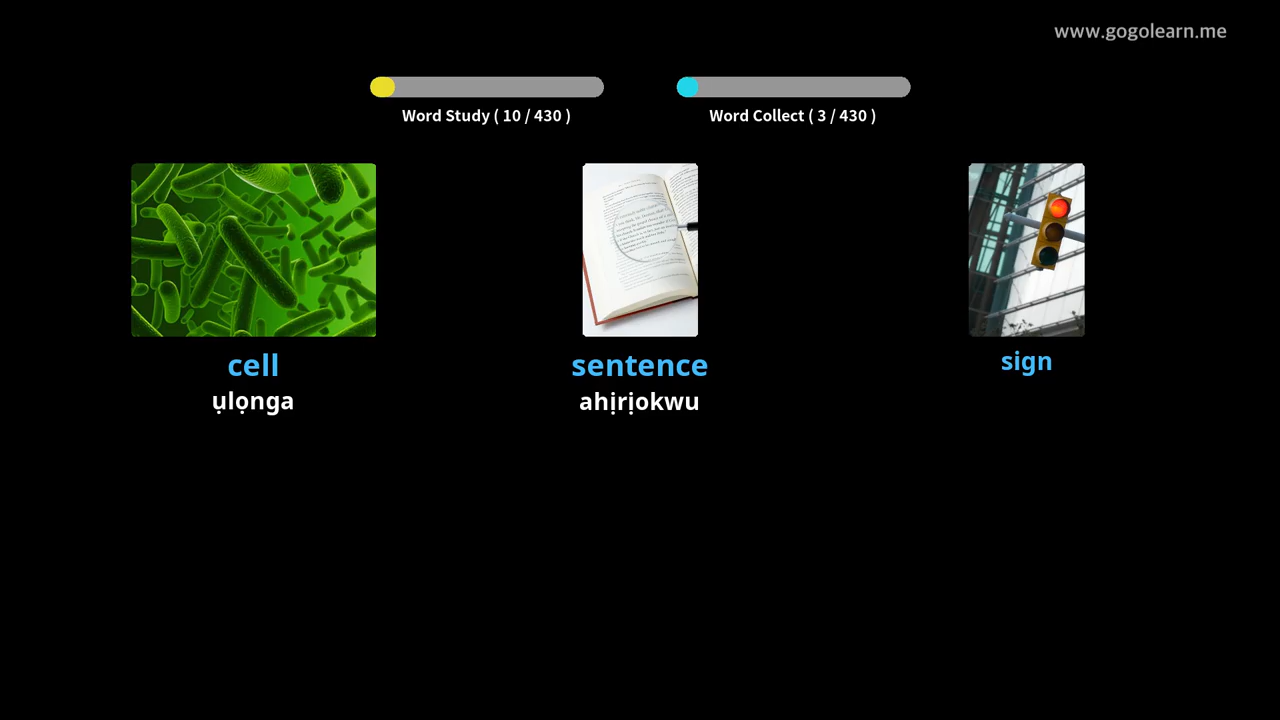 www.gogolearn.me
Word Study ( 10 / 430 )
Word Collect ( 3 / 430 )
cell
sentence
sign
ụlọnga
ahịrịokwu